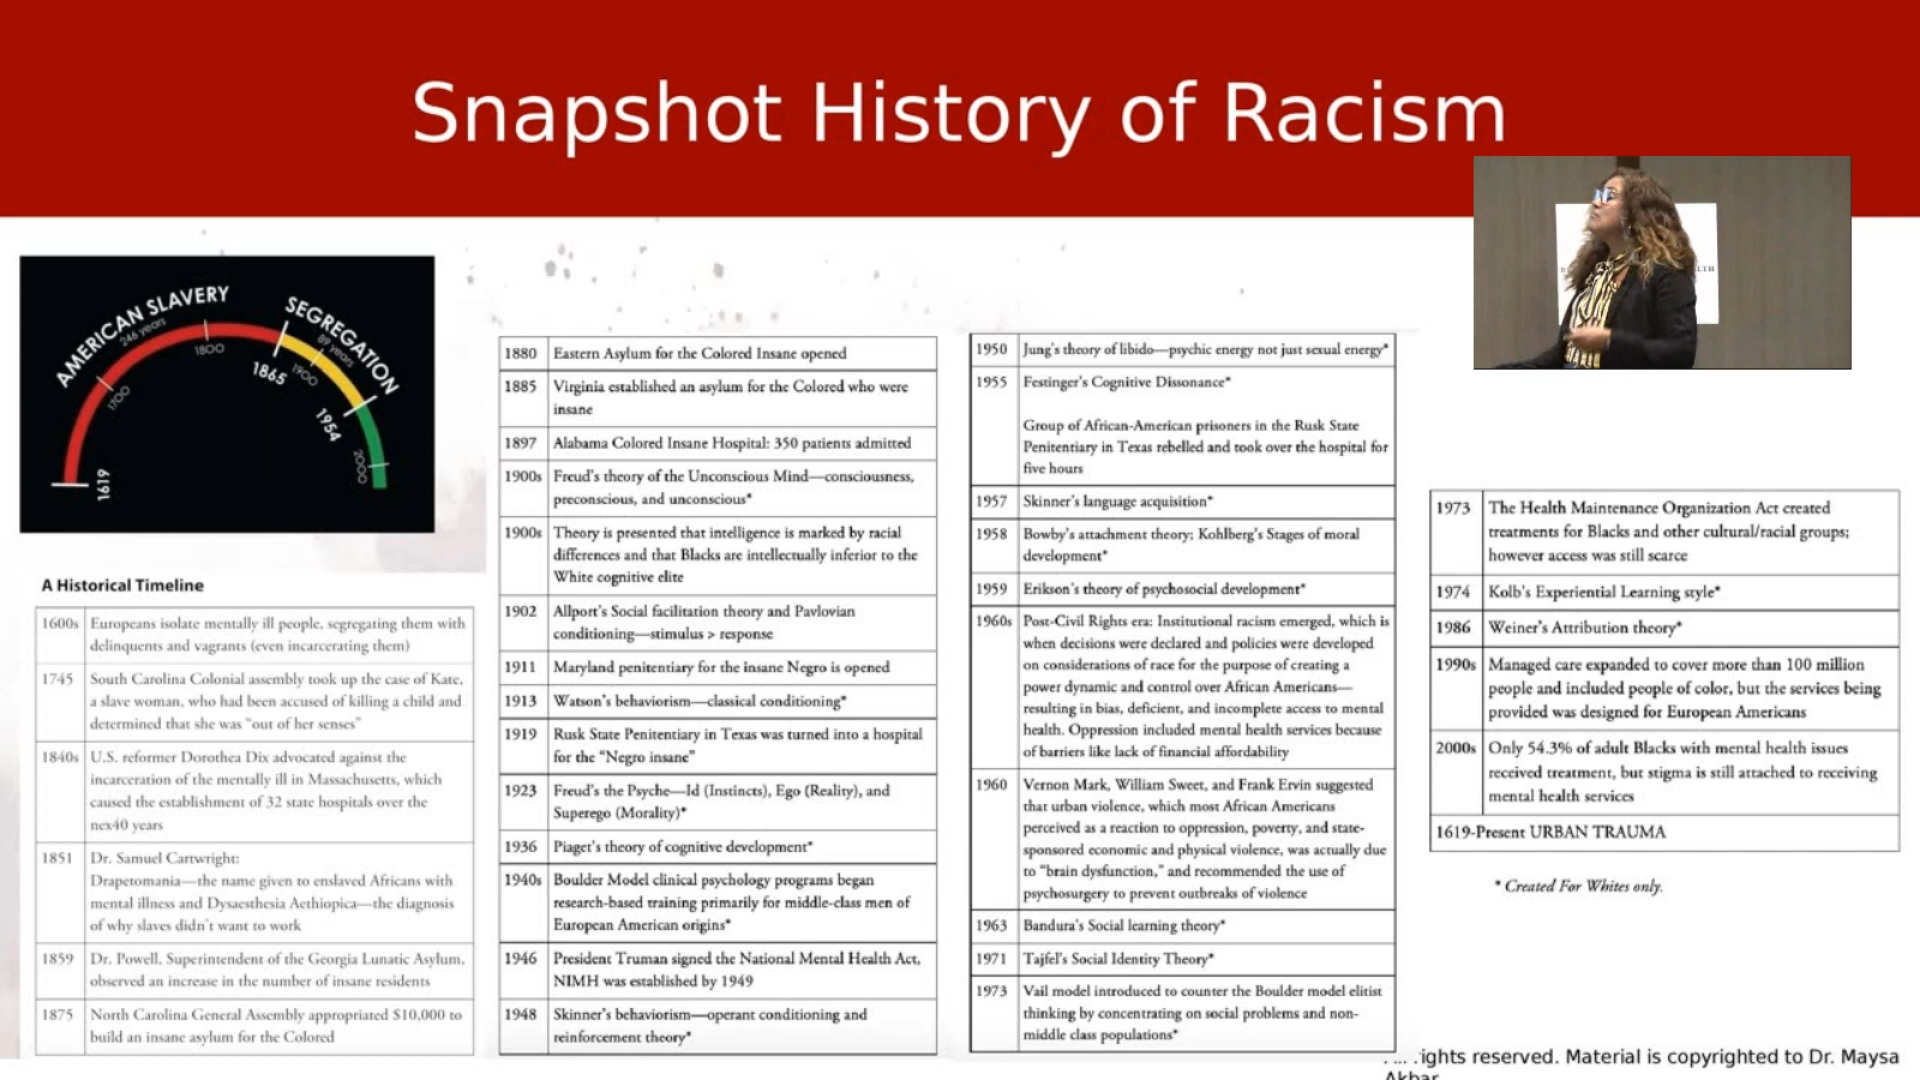 Snapshot History of Racism
AMERICAN SLAVERY
246 years
SEGREGATION
89 years
1619
1700
1800
1865
1900
1954
2000
LTH
A Historical Timeline
1600s Europeans isolate mentally ill people, segregating them with
delinquents and vagrants (even incarcerating them)
1745 South Carolina Colonial assembly took up the case of Kate,
a slave woman, who had been accused of killing a child and
determined that she was "out of her senses"
1840s U.S. reformer Dorothea Dix advocated against the
incarceration of the mentally ill in Massachusetts, which
caused the establishment of 32 state hospitals over the
nex40 years
1851 Dr. Samuel Cartwright:
Drapetomania—the name given to enslaved Africans with
mental illness and Dysaesthesia Aethiopica—the diagnosis
of why slaves didn't want to work
1859 Dr. Powell, Superintendent of the Georgia Lunatic Asylum,
observed an increase in the number of insane residents
1875 North Carolina General Assembly appropriated $10,000 to
build an insane asylum for the Colored
1880 Eastern Asylum for the Colored Insane opened
1885 Virginia established an asylum for the Colored who were
insane
1897 Alabama Colored Insane Hospital: 350 patients admitted
1900s Freud's theory of the Unconscious Mind—consciousness,
preconscious, and unconscious*
1900s Theory is presented that intelligence is marked by racial
differences and that Blacks are intellectually inferior to the
White cognitive elite
1902 Allport's Social facilitation theory and Pavlovian
conditioning—stimulus > response
1911 Maryland penitentiary for the insane Negro is opened
1913 Watson's behaviorism—classical conditioning*
1919 Rusk State Penitentiary in Texas was turned into a hospital
for the "Negro insane"
1923 Freud's the Psyche—Id (Instincts), Ego (Reality), and
Superego (Morality)*
1936 Piaget's theory of cognitive development*
1940s Boulder Model clinical psychology programs began
research-based training primarily for middle-class men of
European American origins*
1946 President Truman signed the National Mental Health Act,
NIMH was established by 1949
1948 Skinner's behaviorism—operant conditioning and
reinforcement theory*
1950 Jung's theory of libido—psychic energy not just sexual energy*
1955 Festinger's Cognitive Dissonance*
Group of African-American prisoners in the Rusk State
Penitentiary in Texas rebelled and took over the hospital for
five hours
1957 Skinner's language acquisition*
1958 Bowby's attachment theory; Kohlberg's Stages of moral
development*
1959 Erikson's theory of psychosocial development*
1960s Post-Civil Rights era: Institutional racism emerged, which is
when decisions were declared and policies were developed
on considerations of race for the purpose of creating a
power dynamic and control over African Americans—
resulting in bias, deficient, and incomplete access to mental
health. Oppression included mental health services because
of barriers like lack of financial affordability
1960 Vernon Mark, William Sweet, and Frank Ervin suggested
that urban violence, which most African Americans
perceived as a reaction to oppression, poverty, and state-
sponsored economic and physical violence, was actually due
to "brain dysfunction," and recommended the use of
psychosurgery to prevent outbreaks of violence
1963 Bandura's Social learning theory*
1971 Tajfel's Social Identity Theory*
1973 Vail model introduced to counter the Boulder model elitist
thinking by concentrating on social problems and non-
middle class populations*
1973 The Health Maintenance Organization Act created
treatments for Blacks and other cultural/racial groups;
however access was still scarce
1974 Kolb's Experiential Learning style*
1986 Weiner's Attribution theory*
1990s Managed care expanded to cover more than 100 million
people and included people of color, but the services being
provided was designed for European Americans
2000s Only 54.3% of adult Blacks with mental health issues
received treatment, but stigma is still attached to receiving
mental health services
1619-Present URBAN TRAUMA
* Created For Whites only.
rights reserved. Material is copyrighted to Dr. Maysa
Akbar